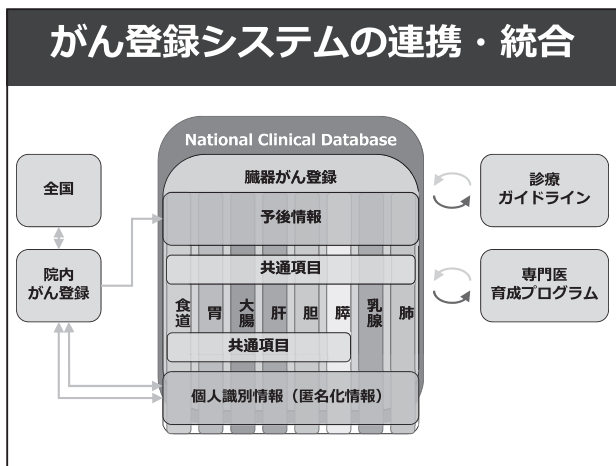 がん登録システムの連携・統合
National Clinical Database
臓器がん登録
全国
予後情報
診療
ガイドライン
院内
がん登録
共通項目
専門医
育成プログラム
食道
胃
大腸
肝
胆
膵
乳腺
肺
共通項目
個人識別情報（匿名化情報）